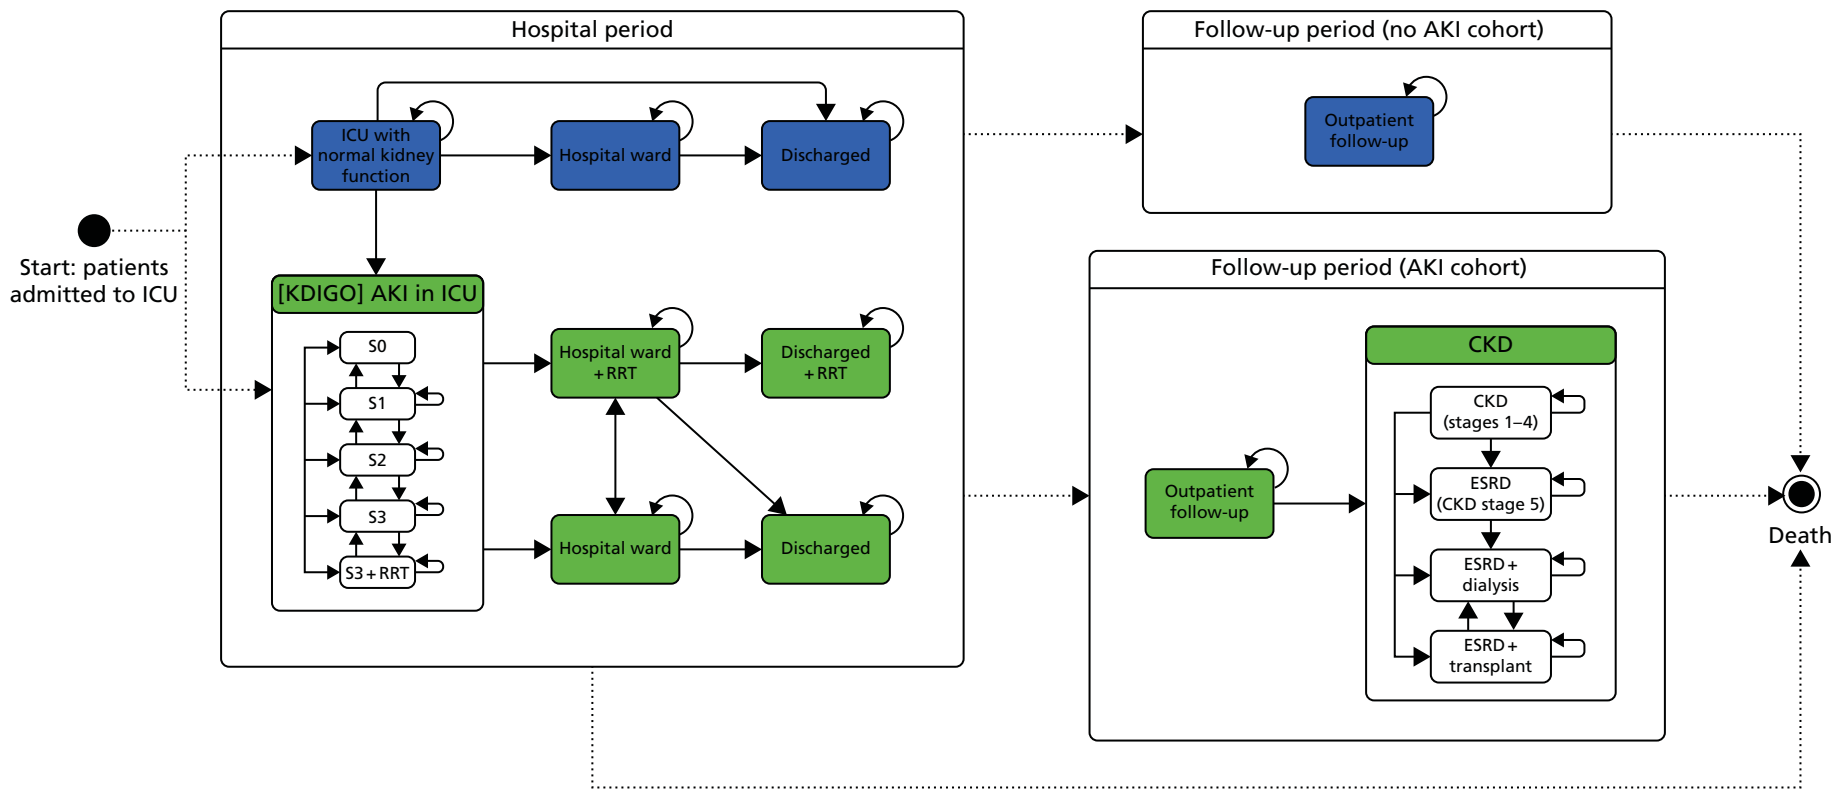 Hospital period
Follow-up period (no AKI cohort)
ICU with
normal kidney
function
Hospital ward
Discharged
Outpatient
follow-up
Start: patients
admitted to ICU
[KDIGO] AKI in ICU
S0
S1
S2
S3
S3+RRT
Hospital ward
+RRT
Discharged
+RRT
Hospital ward
Discharged
Follow-up period (AKI cohort)
Outpatient
follow-up
CKD
CKD
(stages 1–4)
ESRD
(CKD stage 5)
ESRD+
dialysis
ESRD+
transplant
Death